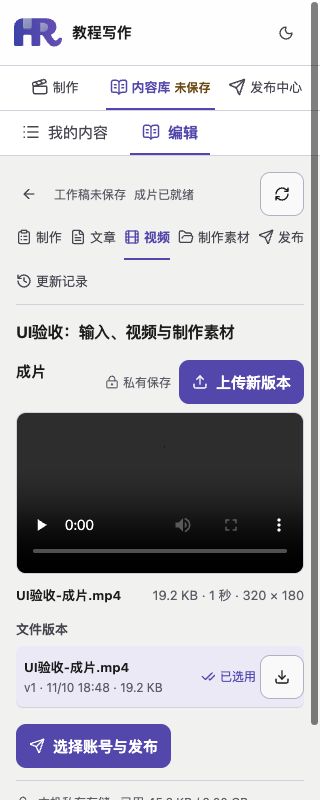 HR 教程写作
制作 内容库 未保存 发布中心
我的内容 编辑
工作稿未保存 成片已就绪
制作 文章 视频 制作素材 发布
更新记录
UI验收：输入、视频与制作素材
成片 私有保存 上传新版本
0:00
UI验收-成片.mp4 19.2 KB · 1 秒 · 320 × 180
文件版本
UI验收-成片.mp4
v1 · 11/10 18:48 · 19.2 KB 已选用
选择账号与发布